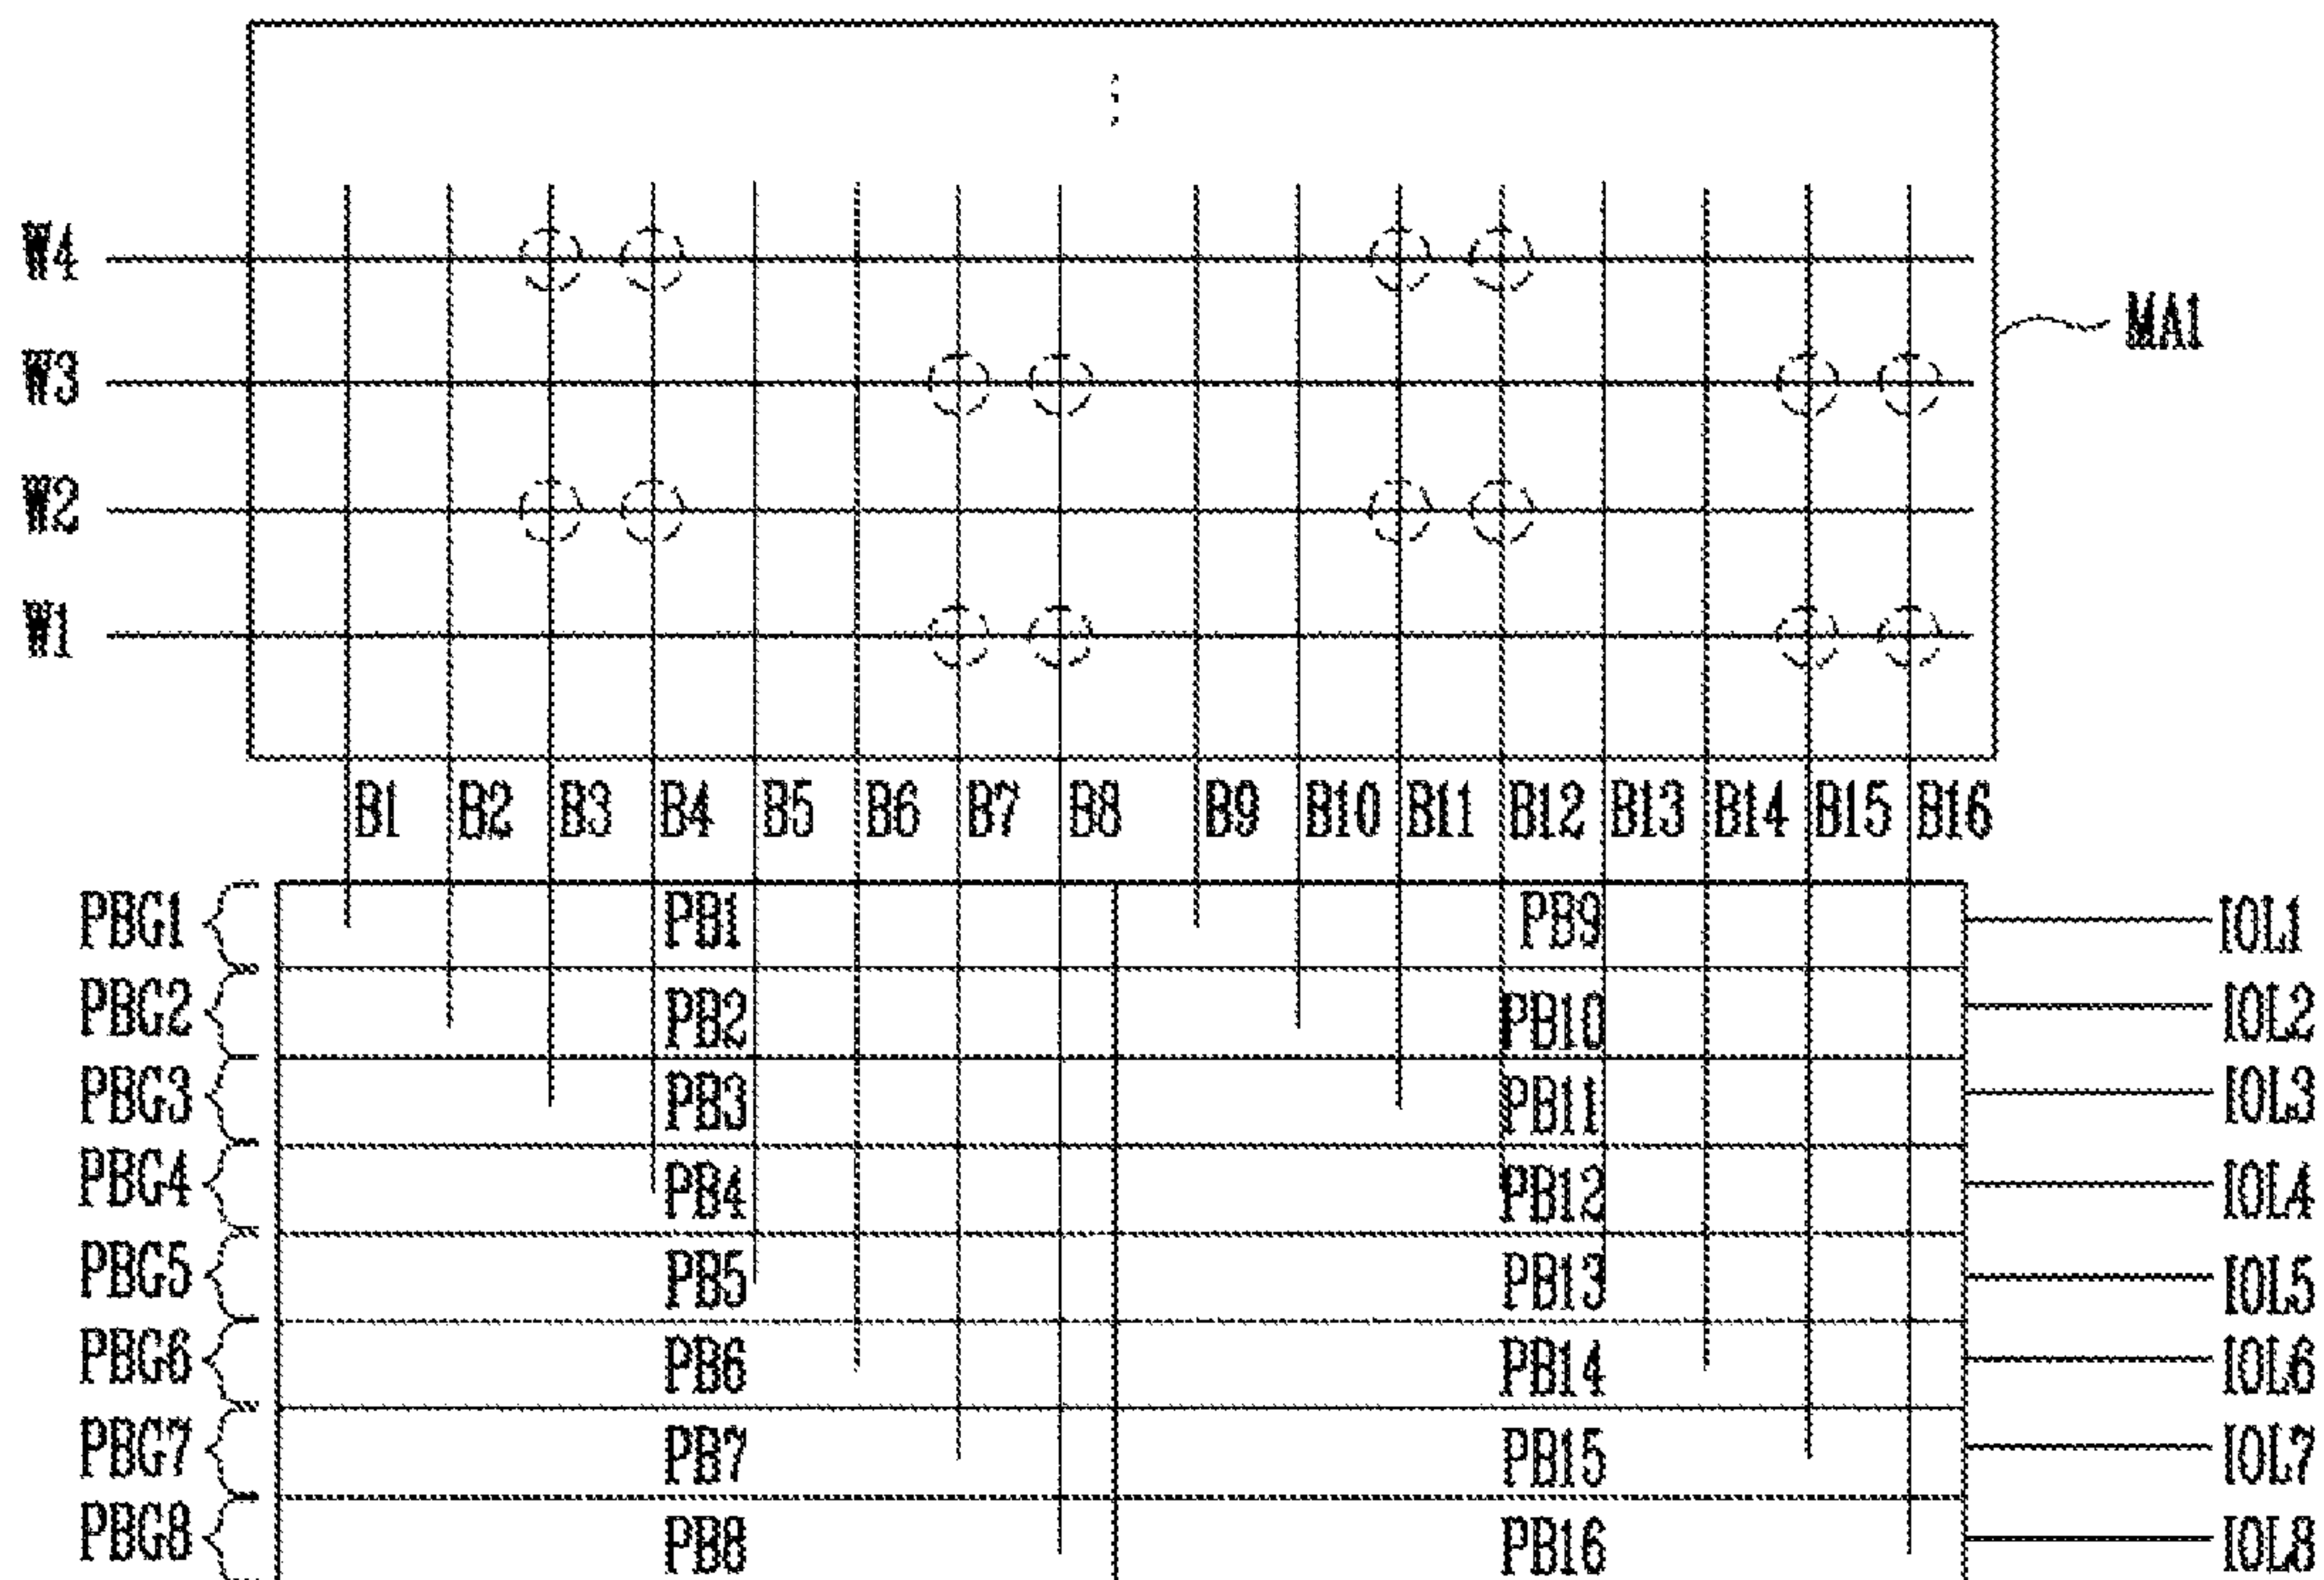 W4
W3
MA1
W2
W1
B1 B2 B3 B4 B5 B6 B7 B8 B9 B10 B11 B12 B13 B14 B15 B16
PBG1 PB1 PB9 IOL1
PBG2 PB2 PB10 IOL2
PBG3 PB3 PB11 IOL3
PBG4 PB4 PB12 IOL4
PBG5 PB5 PB13 IOL5
PBG6 PB6 PB14 IOL6
PBG7 PB7 PB15 IOL7
PBG8 PB8 PB16 IOL8